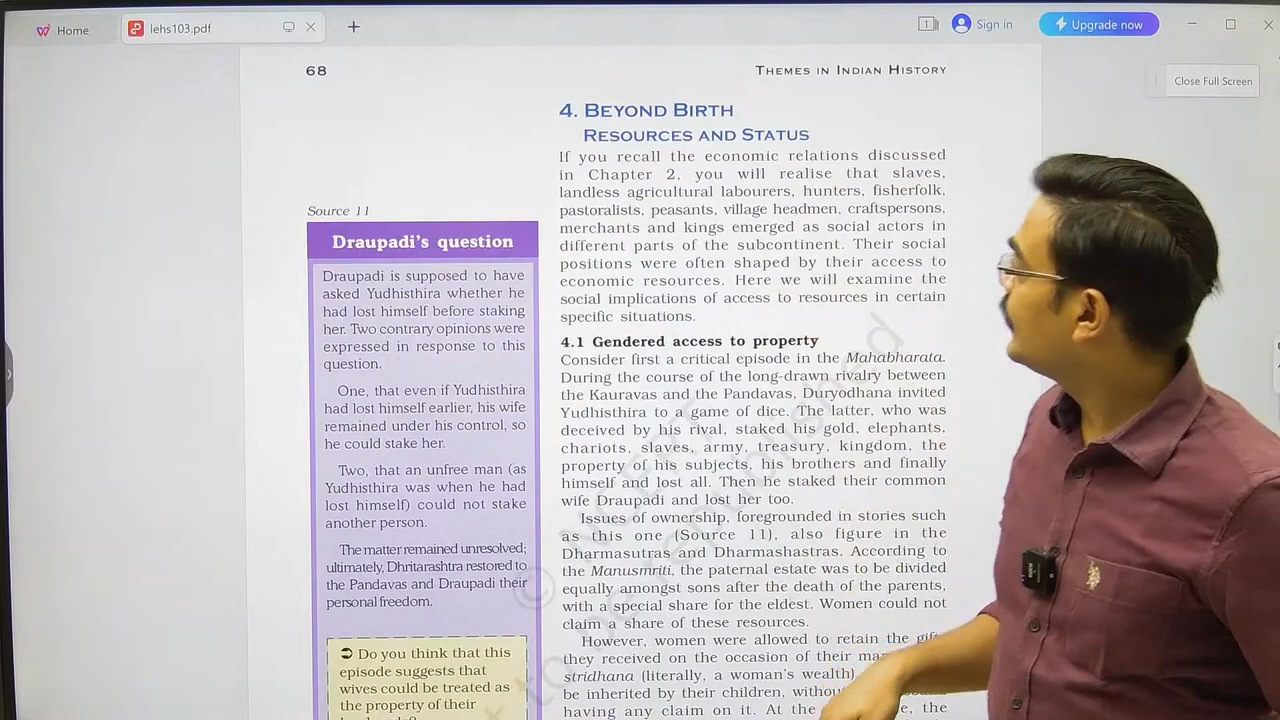 Home
lehs103.pdf
1
Sign in
Upgrade now
Close Full Screen
68
THEMES IN INDIAN HISTORY
Source 11
Draupadi's question
Draupadi is supposed to have
asked Yudhisthira whether he
had lost himself before staking
her. Two contrary opinions were
expressed in response to this
question.
One, that even if Yudhisthira
had lost himself earlier, his wife
remained under his control, so
he could stake her.
Two, that an unfree man (as
Yudhisthira was when he had
lost himself) could not stake
another person.
The matter remained unresolved;
ultimately, Dhritarashtra restored to
the Pandavas and Draupadi their
personal freedom.
➲ Do you think that this
episode suggests that
wives could be treated as
the property of their
4. BEYOND BIRTH
RESOURCES AND STATUS
If you recall the economic relations discussed
in Chapter 2, you will realise that slaves,
landless agricultural labourers, hunters, fisherfolk,
pastoralists, peasants, village headmen, craftspersons,
merchants and kings emerged as social actors in
different parts of the subcontinent. Their social
positions were often shaped by their access to
economic resources. Here we will examine the
social implications of access to resources in certain
specific situations.
4.1 Gendered access to property
Consider first a critical episode in the Mahabharata.
During the course of the long-drawn rivalry between
the Kauravas and the Pandavas, Duryodhana invited
Yudhisthira to a game of dice. The latter, who was
deceived by his rival, staked his gold, elephants,
chariots, slaves, army, treasury, kingdom, the
property of his subjects, his brothers and finally
himself and lost all. Then he staked their common
wife Draupadi and lost her too.
Issues of ownership, foregrounded in stories such
as this one (Source 11), also figure in the
Dharmasutras and Dharmashastras. According to
the Manusmriti, the paternal estate was to be divided
equally amongst sons after the death of the parents,
with a special share for the eldest. Women could not
claim a share of these resources.
However, women were allowed to retain the
they received on the occasion of their
stridhana (literally, a woman's wealth)
be inherited by their children,
having any claim on it. At the